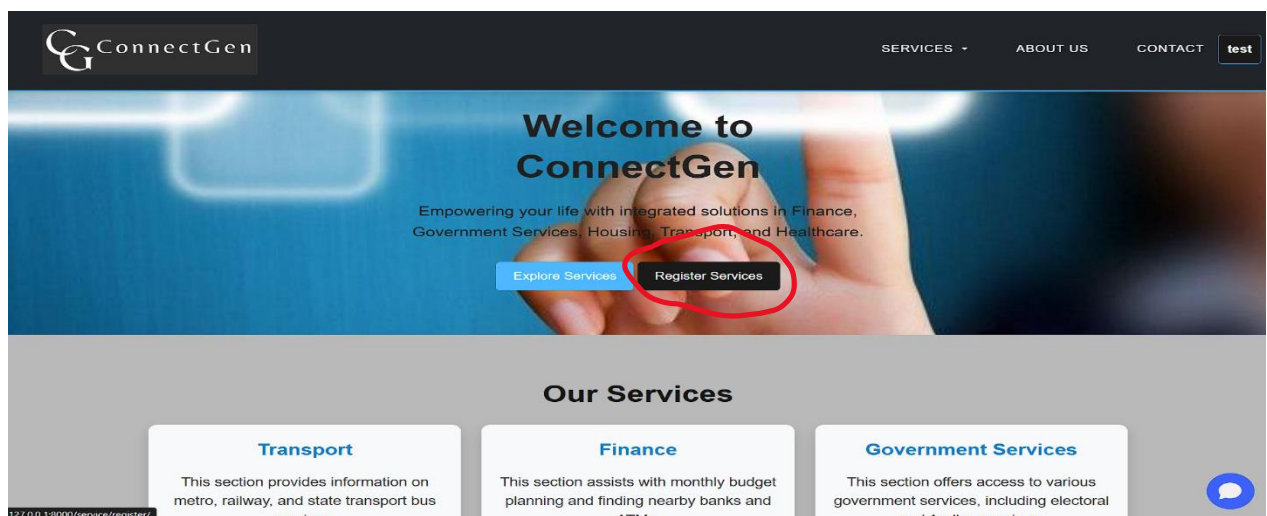 CG ConnectGen
SERVICES
ABOUT US
CONTACT
test
Welcome to
ConnectGen
Empowering your life with integrated solutions in Finance,
Government Services, Housing, Transport, and Healthcare.
Explore Services
Register Services
Our Services
Transport
This section provides information on
metro, railway, and state transport bus
Finance
This section assists with monthly budget
planning and finding nearby banks and
Government Services
This section offers access to various
government services, including electoral
127.0.0.1:8000/service/register/